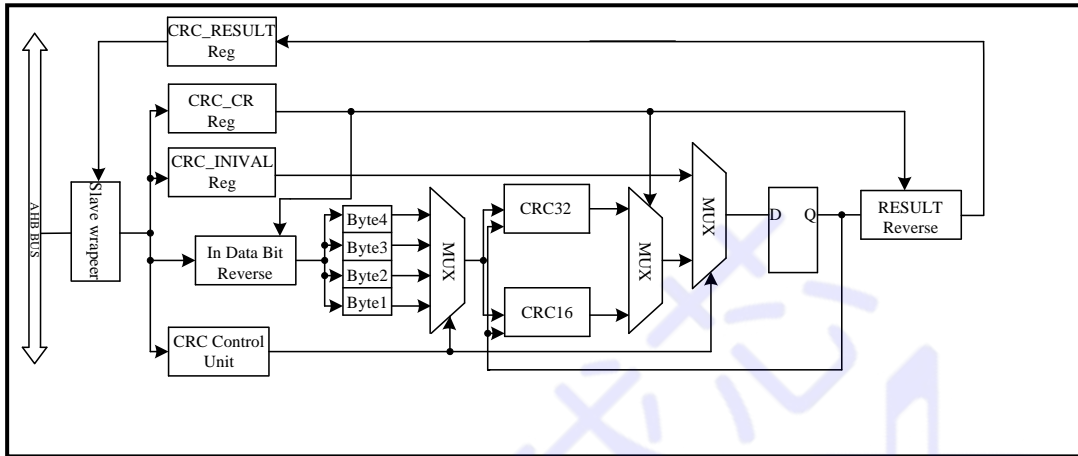 CRC_RESULT
Reg
CRC_CR
Reg
CRC_INIVAL
Reg
AHB BUS
Slave wrapeer
In Data Bit
Reverse
Byte4
Byte3
Byte2
Byte1
MUX
CRC32
CRC16
MUX
MUX
D
Q
RESULT
Reverse
CRC Control
Unit